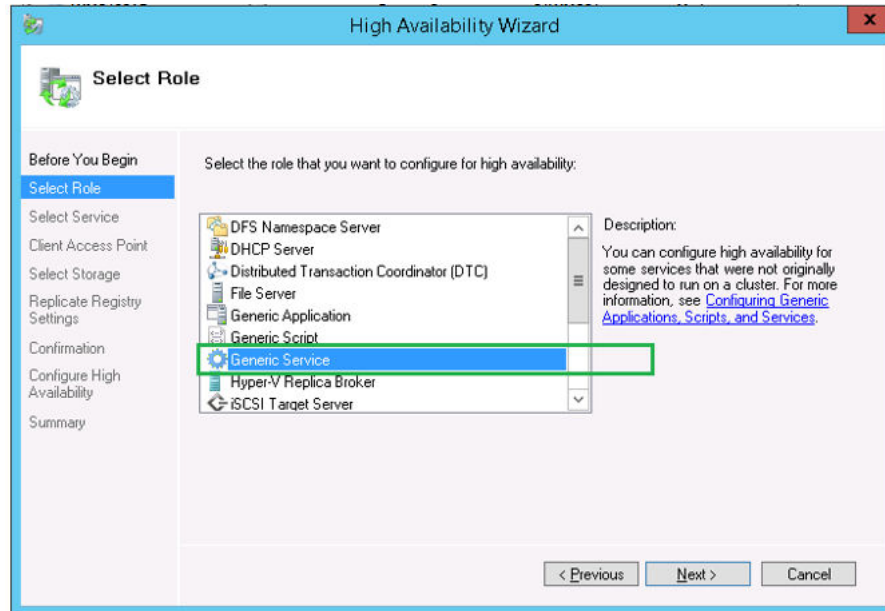 High Availability Wizard
x
Select Role
Before You Begin
Select Role
Select Service
Client Access Point
Select Storage
Replicate Registry
Settings
Confirmation
Configure High
Availability
Summary
Select the role that you want to configure for high availability:
DFS Namespace Server
DHCP Server
Distributed Transaction Coordinator (DTC)
File Server
Generic Application
Generic Script
Generic Service
Hyper-V Replica Broker
iSCSI Target Server
Description:
You can configure high availability for
some services that were not originally
designed to run on a cluster. For more
information, see Configuring Generic
Applications, Scripts, and Services.
< Previous
Next >
Cancel